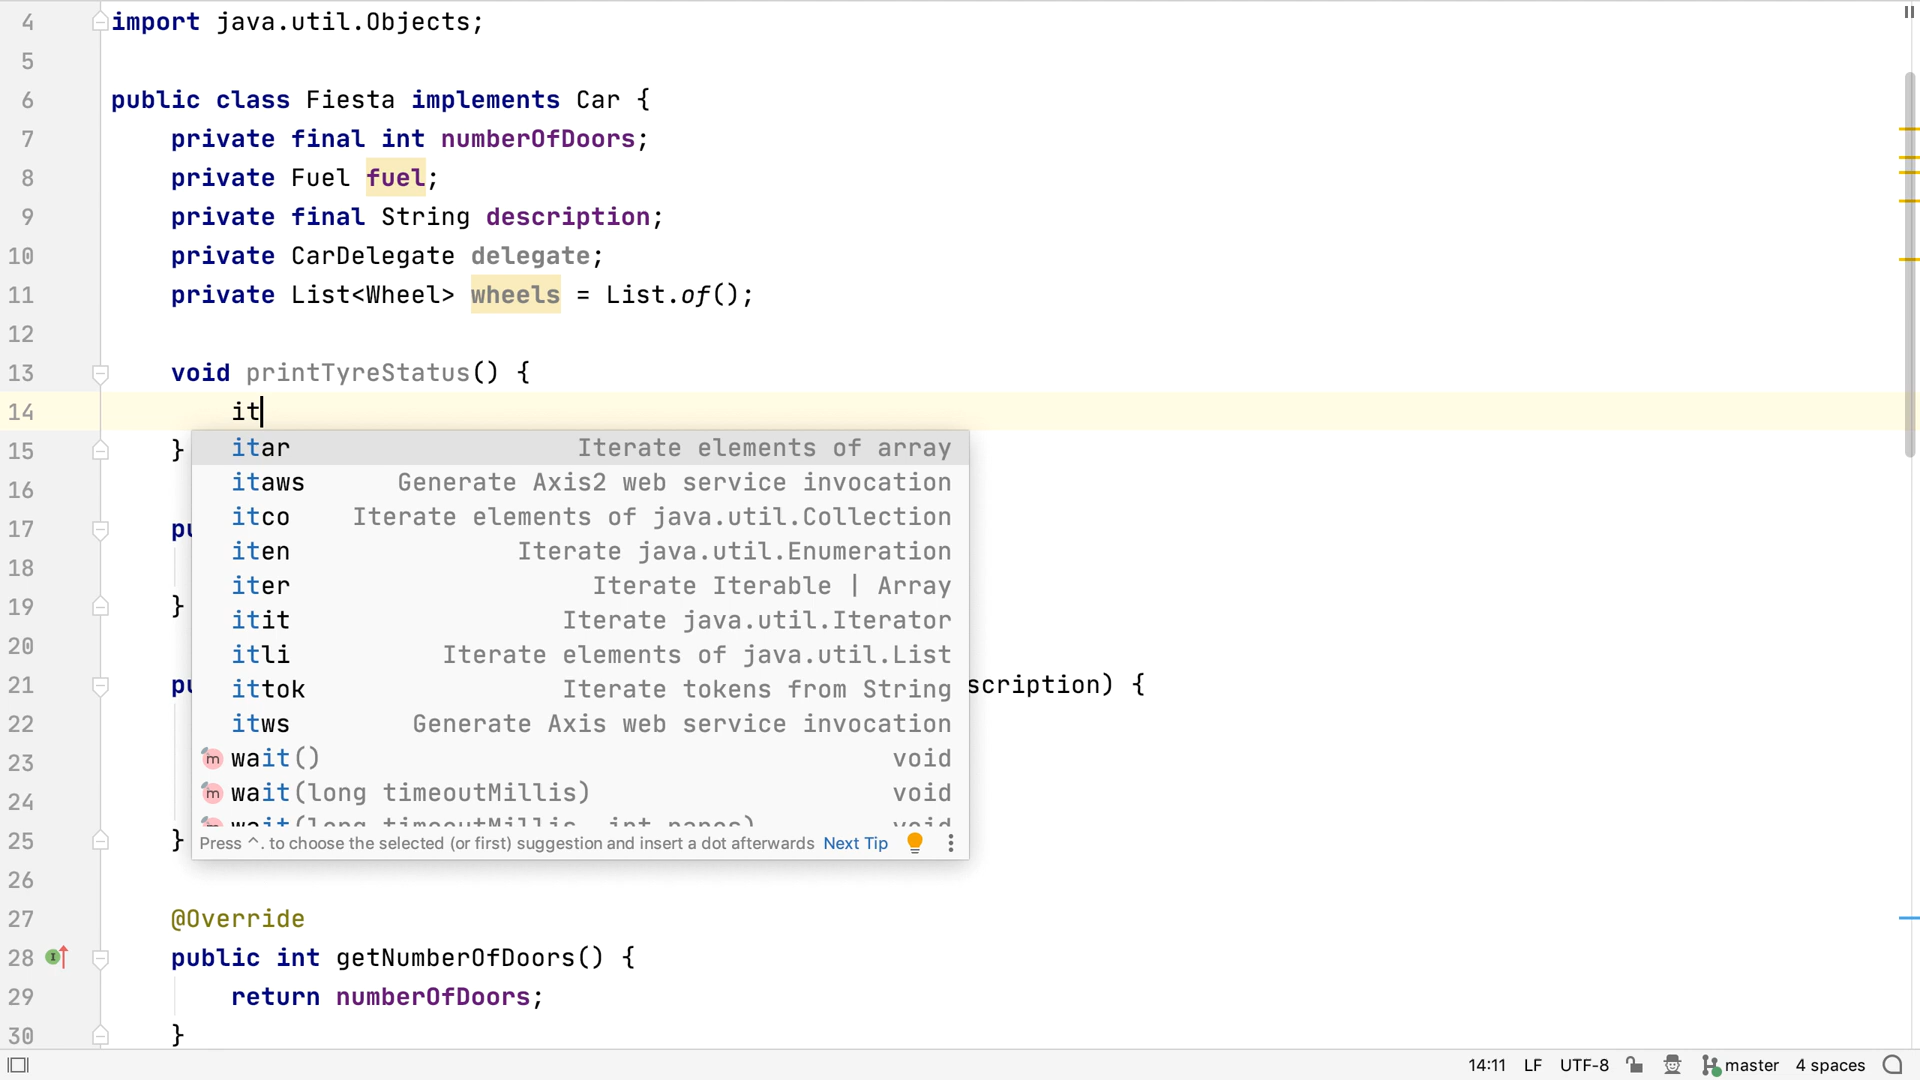 4 import java.util.Objects;
5
6 public class Fiesta implements Car {
7 private final int numberOfDoors;
8 private Fuel fuel;
9 private final String description;
10 private CarDelegate delegate;
11 private List<Wheel> wheels = List.of();
12
13 void printTyreStatus() {
14 it
15 }
itar Iterate elements of array
itaws Generate Axis2 web service invocation
16
itco Iterate elements of java.util.Collection
17 pu
iten Iterate java.util.Enumeration
18
iter Iterate Iterable | Array
19 }
itit Iterate java.util.Iterator
20
itli Iterate elements of java.util.List
21 pu scription) {
ittok Iterate tokens from String
22
itws Generate Axis web service invocation
23
m wait() void
m wait(long timeoutMillis) void
24
wait(long timeoutMillis, int nanos) void
25 }
Press ^. to choose the selected (or first) suggestion and insert a dot afterwards Next Tip
26
27 @Override
28 I public int getNumberOfDoors() {
29 return numberOfDoors;
30 }
14:11 LF UTF-8 master 4 spaces